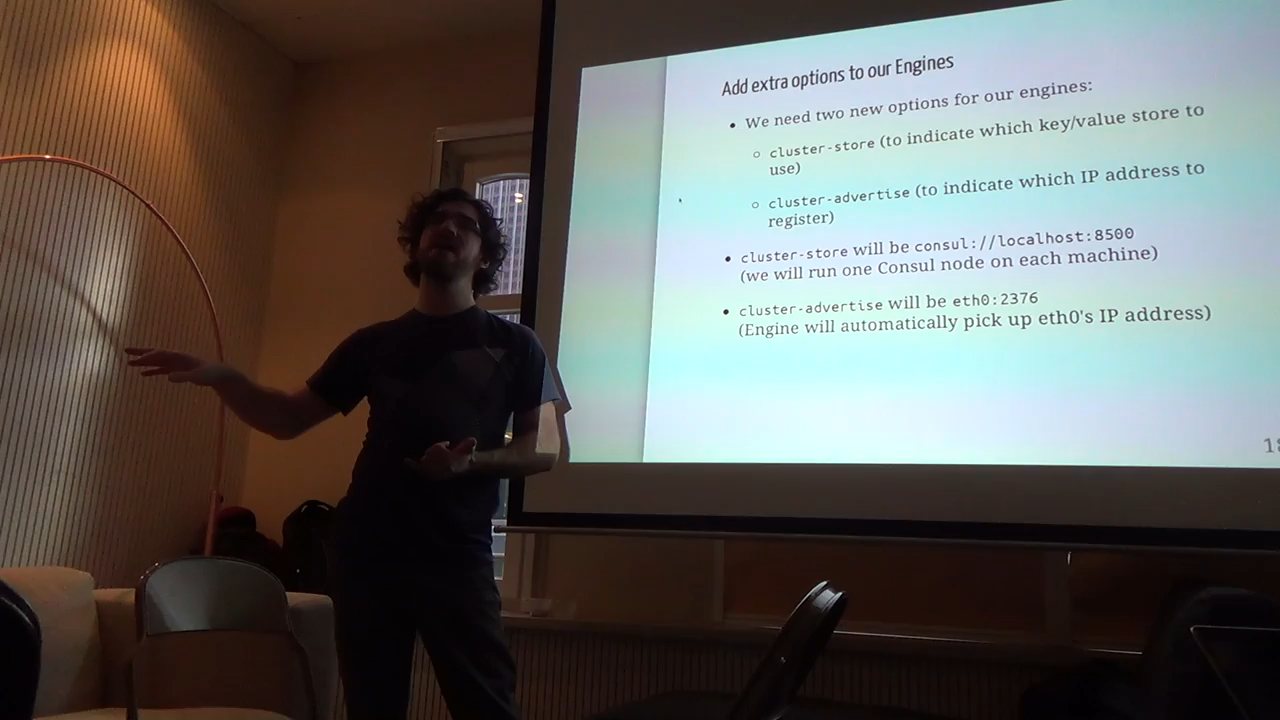 Add extra options to our Engines
• We need two new options for our engines:
○ cluster-store (to indicate which key/value store to
use)
○ cluster-advertise (to indicate which IP address to
register)
• cluster-store will be consul://localhost:8500
(we will run one Consul node on each machine)
• cluster-advertise will be eth0:2376
(Engine will automatically pick up eth0's IP address)